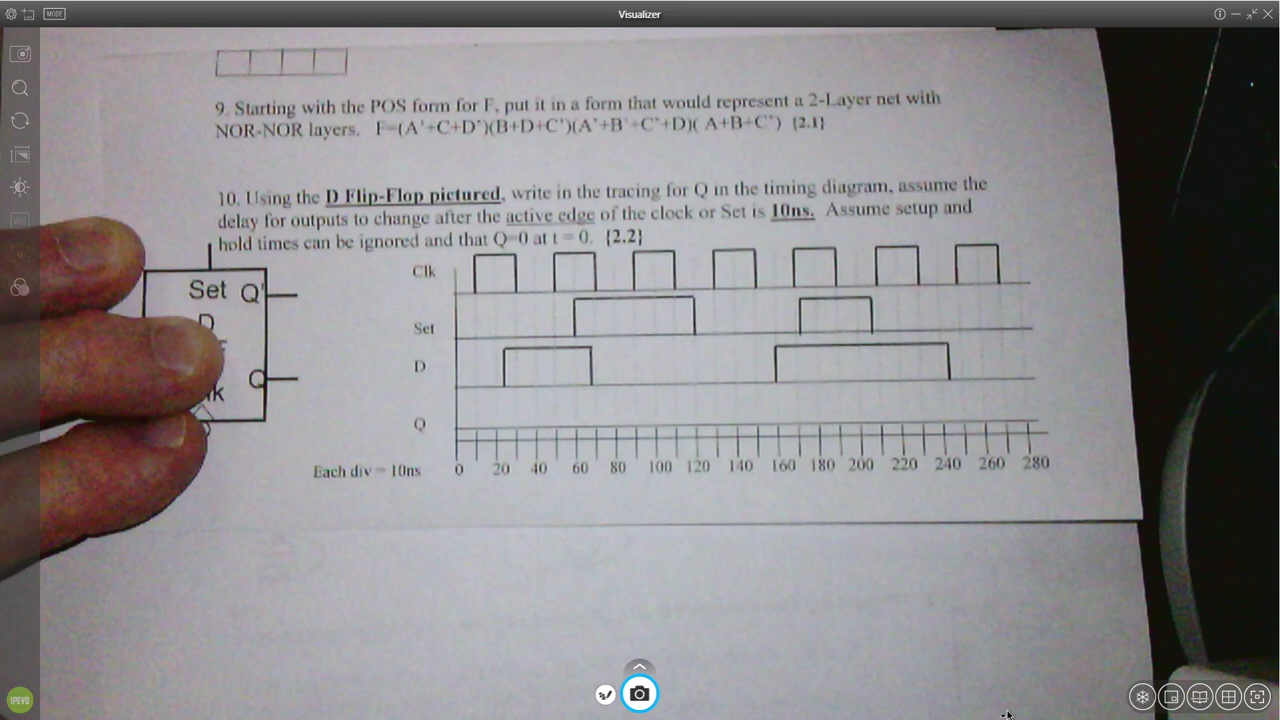 MODE
Visualizer
9. Starting with the POS form for F, put it in a form that would represent a 2-Layer net with
NOR-NOR layers. F=(A'+C+D')(B+D+C')(A'+B'+C'+D)( A+B+C') {2.1}
10. Using the D Flip-Flop pictured, write in the tracing for Q in the timing diagram, assume the
delay for outputs to change after the active edge of the clock or Set is 10ns. Assume setup and
hold times can be ignored and that Q=0 at t = 0. {2.2}
Clk
Set Q'
D
Set
D
Q
Q
Each div = 10ns 0 20 40 60 80 100 120 140 160 180 200 220 240 260 280
IPEVO